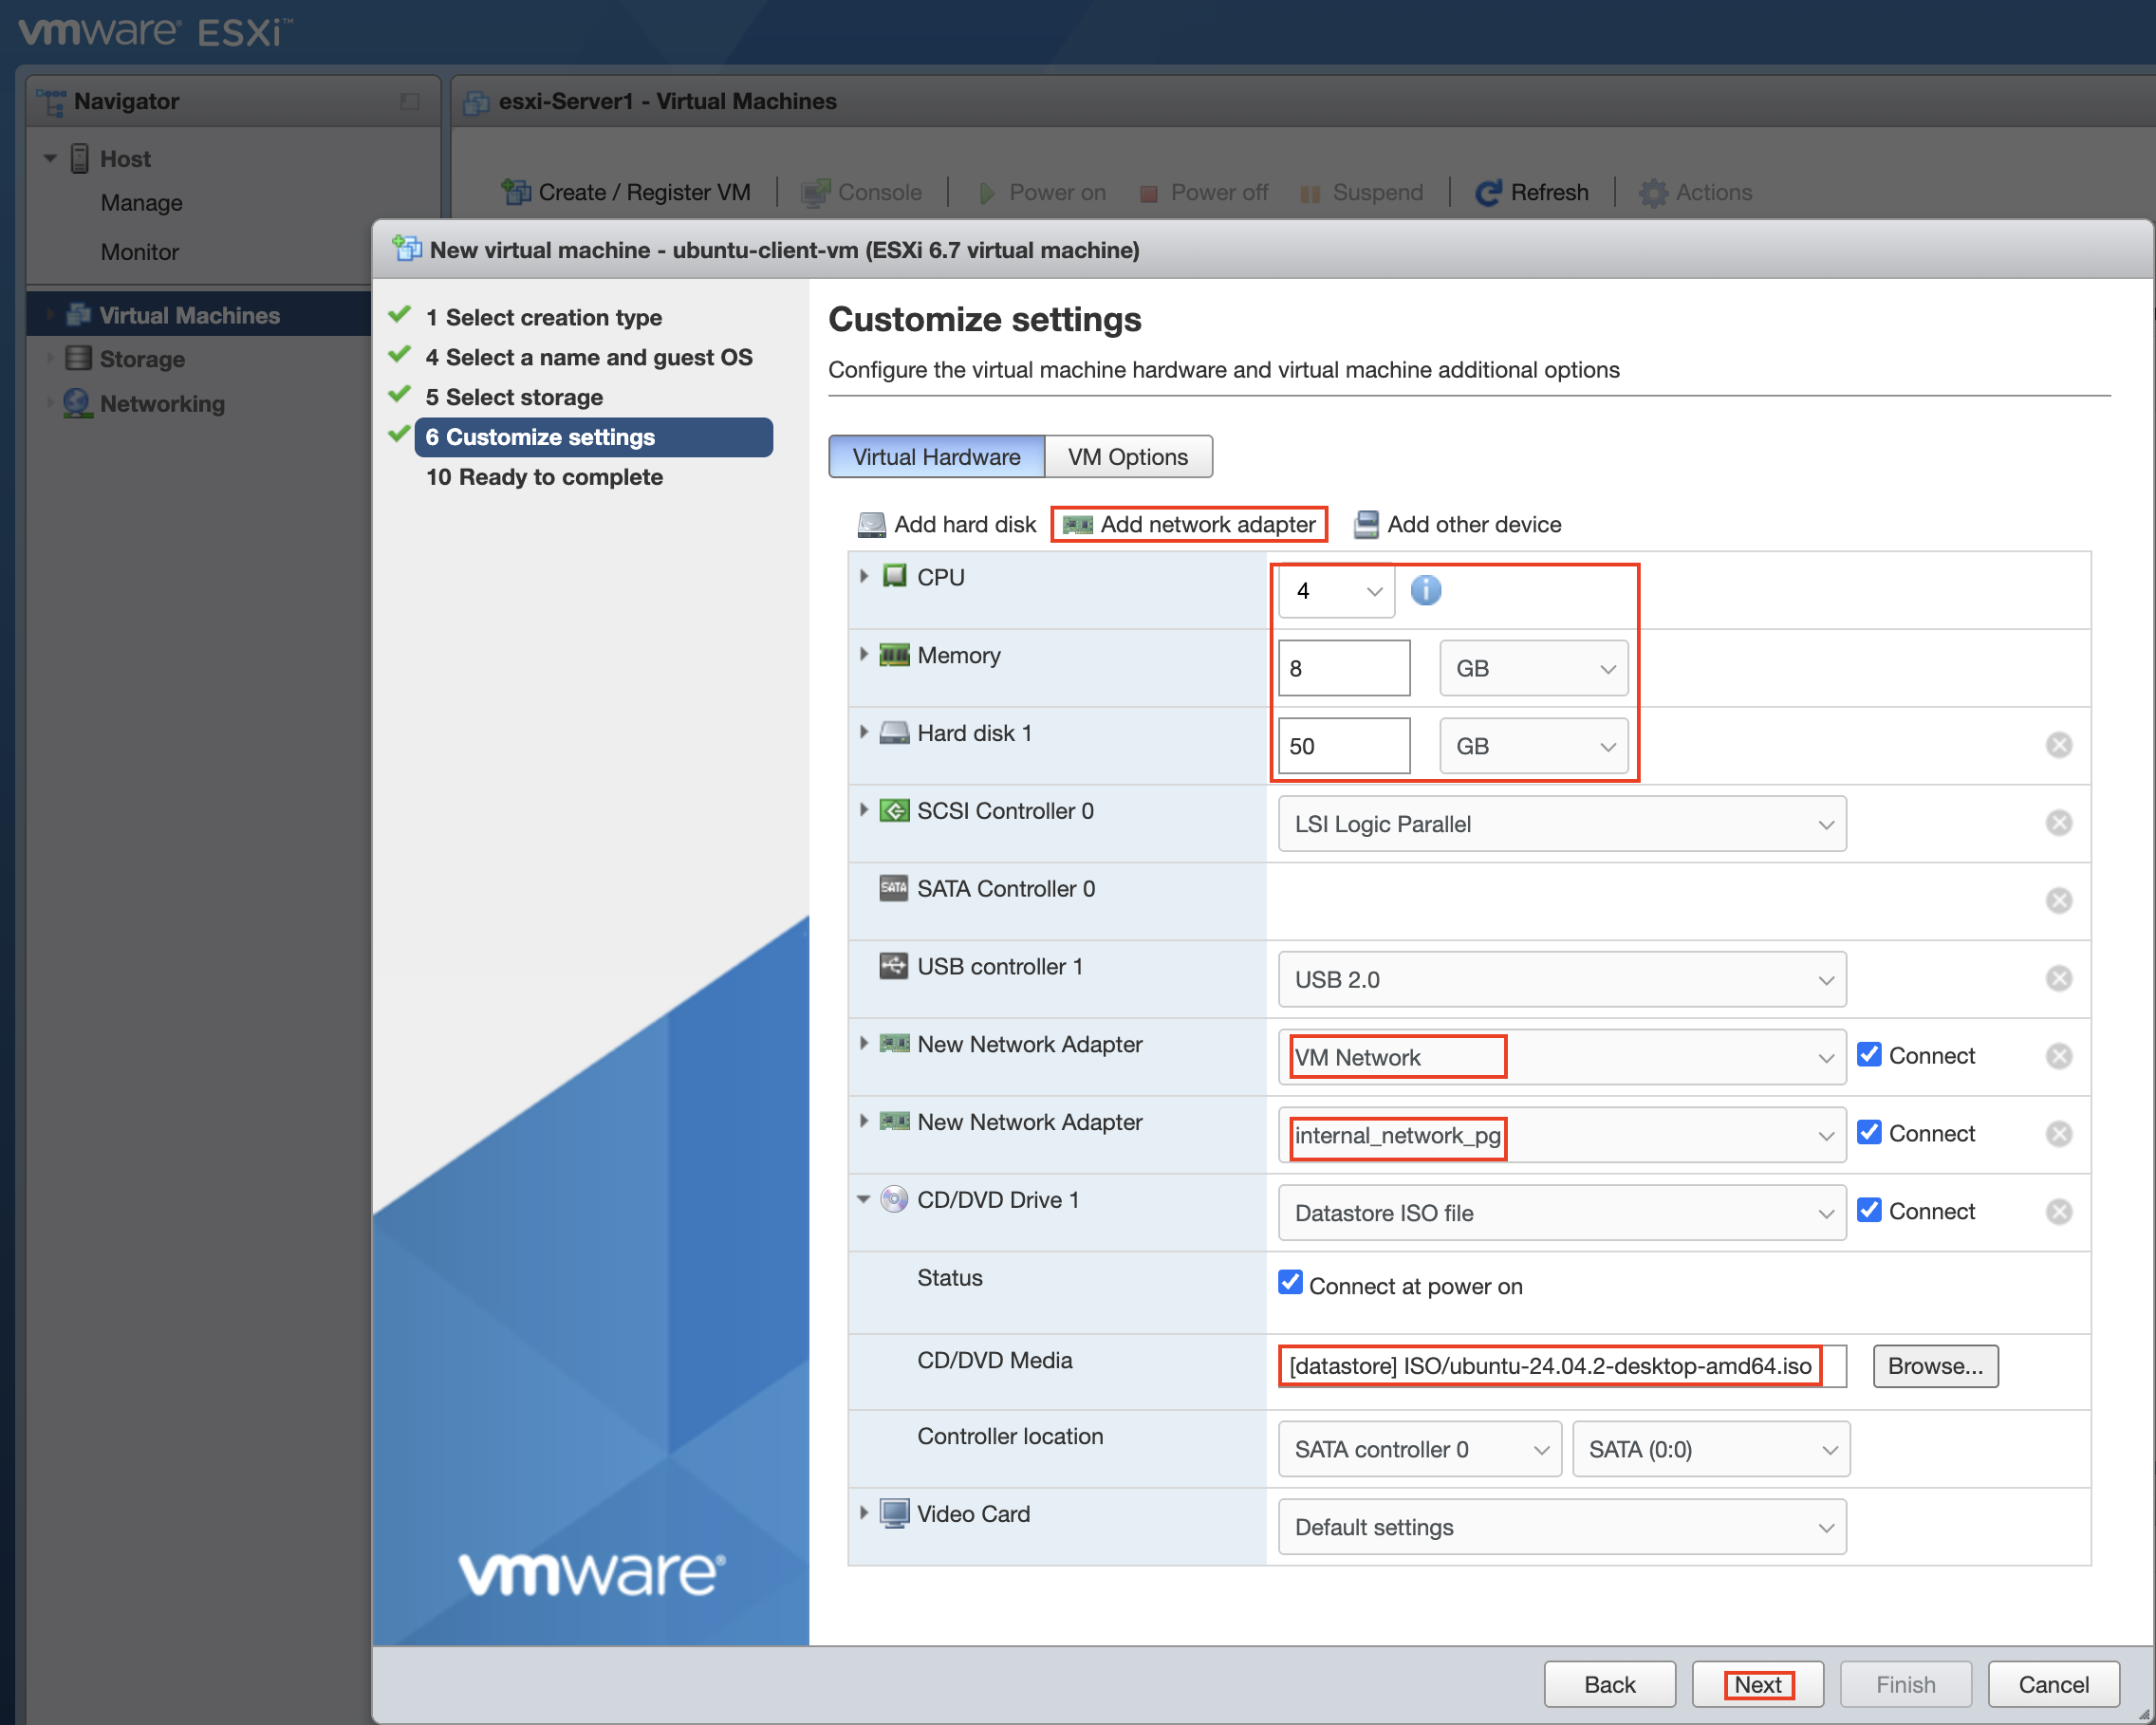 vmware® ESXi™
Navigator
esxi-Server1 - Virtual Machines
Host
Manage
Monitor
Virtual Machines
Storage
Networking
Create / Register VM
Console
Power on
Power off
Suspend
Refresh
Actions
New virtual machine - ubuntu-client-vm (ESXi 6.7 virtual machine)
1 Select creation type
4 Select a name and guest OS
5 Select storage
6 Customize settings
10 Ready to complete
vmware®
Customize settings
Configure the virtual machine hardware and virtual machine additional options
Virtual Hardware
VM Options
Add hard disk
Add network adapter
Add other device
CPU
4
i
Memory
8
GB
Hard disk 1
50
GB
SCSI Controller 0
LSI Logic Parallel
SATA
SATA Controller 0
USB controller 1
USB 2.0
New Network Adapter
VM Network
Connect
New Network Adapter
internal_network_pg
Connect
CD/DVD Drive 1
Datastore ISO file
Connect
Status
Connect at power on
CD/DVD Media
[datastore] ISO/ubuntu-24.04.2-desktop-amd64.iso
Browse...
Controller location
SATA controller 0
SATA (0:0)
Video Card
Default settings
Back
Next
Finish
Cancel